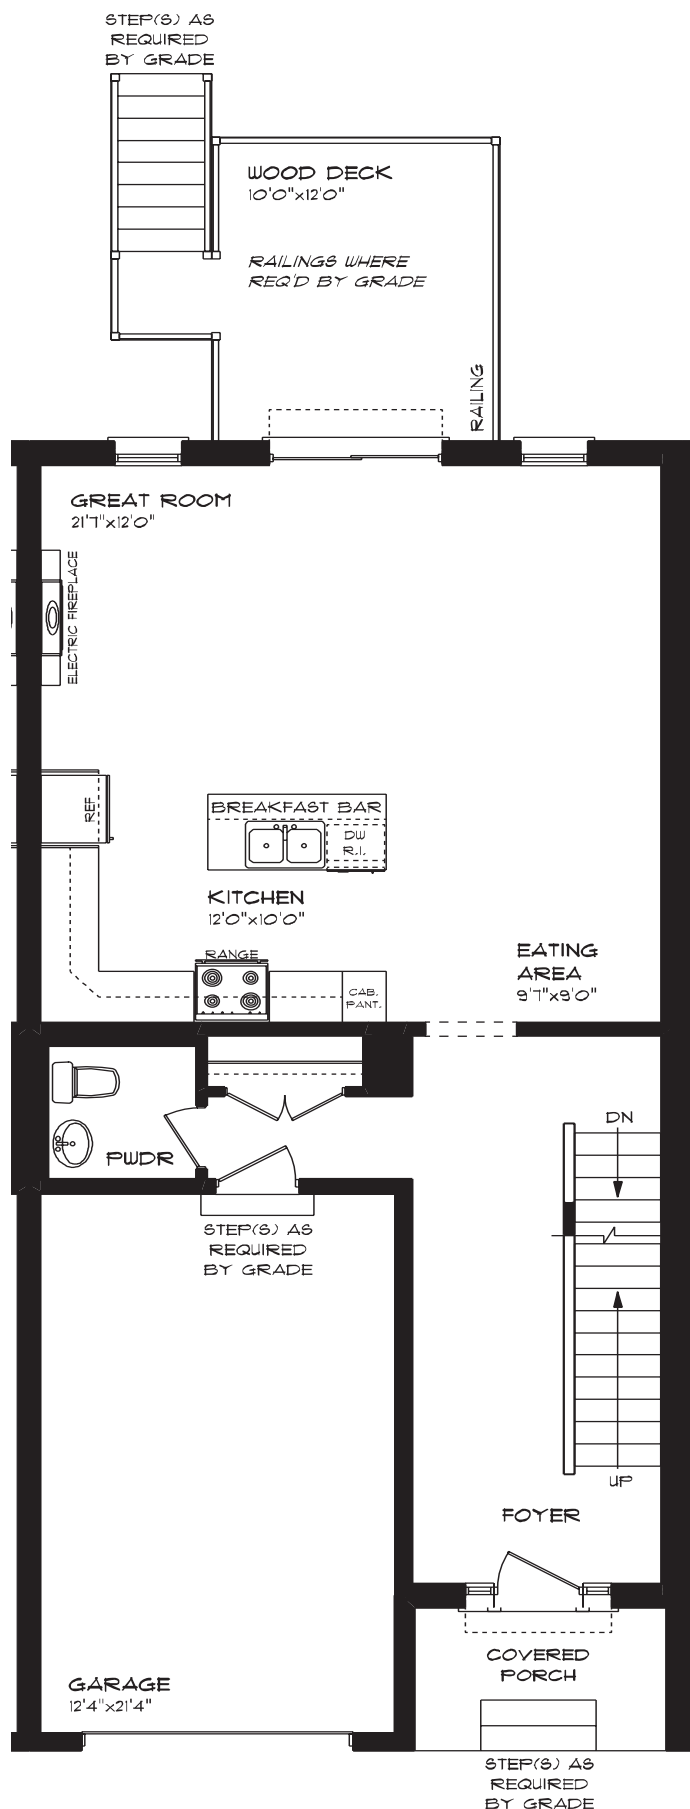 STEP(S) AS
REQUIRED
BY GRADE
WOOD DECK
10'0"x12'0"
RAILINGS WHERE
REQ'D BY GRADE
RAILING
GREAT ROOM
21'7"x12'0"
ELECTRIC FIREPLACE
REF
BREAKFAST BAR
DW
R.I.
KITCHEN
12'0"x10'0"
RANGE
CAB.
PANT.
EATING
AREA
9'7"x9'0"
PWDR
DN
STEP(S) AS
REQUIRED
BY GRADE
UP
FOYER
COVERED
PORCH
GARAGE
12'4"x21'4"
STEP(S) AS
REQUIRED
BY GRADE